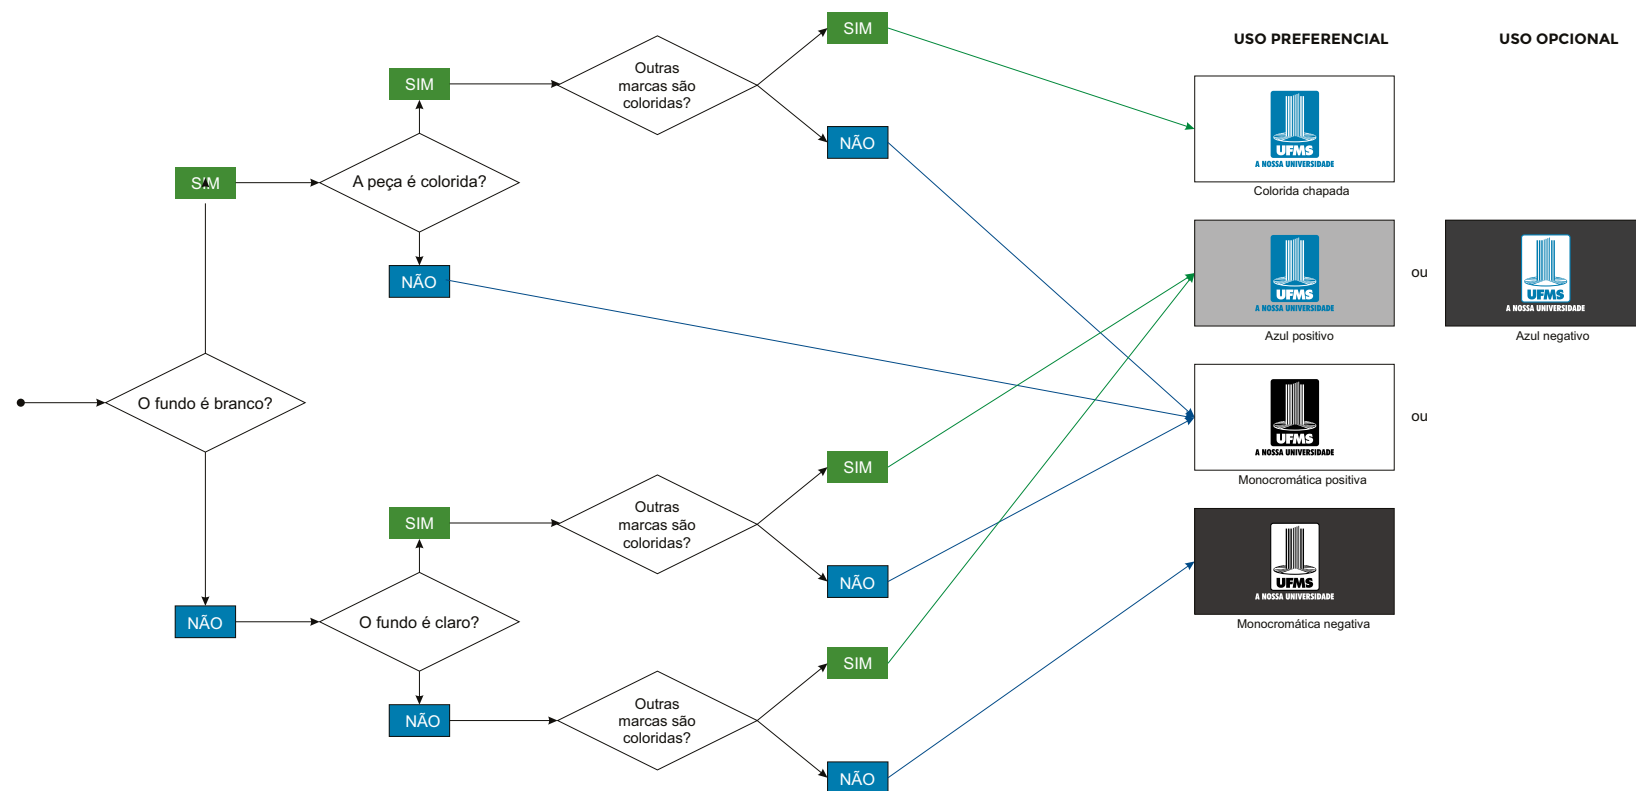 SIM
USO PREFERENCIAL
USO OPCIONAL
SIM
Outras
marcas são
coloridas?
NÃO
UFMS
A NOSSA UNIVERSIDADE
Colorida chapada
SIM
A peça é colorida?
NÃO
UFMS
A NOSSA UNIVERSIDADE
Azul positivo
ou
UFMS
A NOSSA UNIVERSIDADE
Azul negativo
O fundo é branco?
UFMS
A NOSSA UNIVERSIDADE
Monocromática positiva
ou
SIM
SIM
Outras
marcas são
coloridas?
NÃO
UFMS
A NOSSA UNIVERSIDADE
Monocromática negativa
NÃO
O fundo é claro?
SIM
NÃO
Outras
marcas são
coloridas?
NÃO